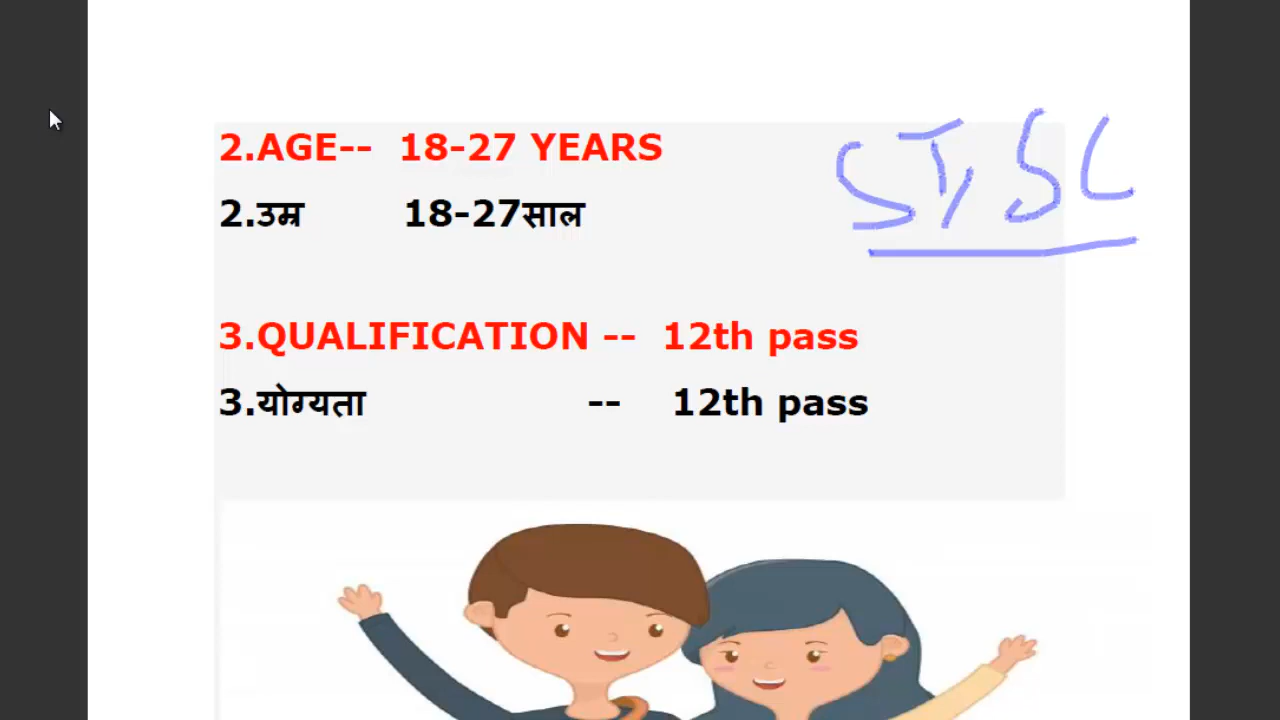 2.AGE-- 18-27 YEARS
ST, SC
2.उम्र 18-27साल
3.QUALIFICATION -- 12th pass
3.योग्यता -- 12th pass